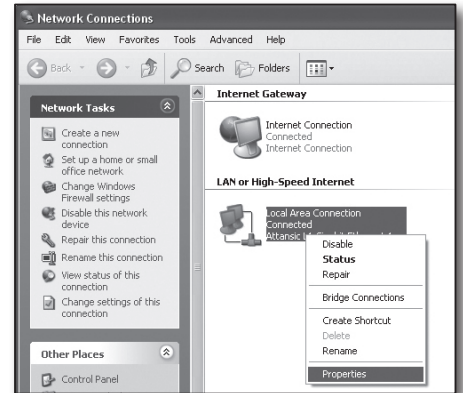 Network Connections
File Edit View Favorites Tools Advanced Help
Back Search Folders
Network Tasks
Create a new
connection
Set up a home or small
office network
Change Windows
Firewall settings
Disable this network
device
Repair this connection
Rename this connection
View status of this
connection
Change settings of this
connection
Other Places
Control Panel
Internet Gateway
Internet Connection
Connected
Internet Connection
LAN or High-Speed Internet
Local Area Connection
Connected
Attansic
Disable
Status
Repair
Bridge Connections
Create Shortcut
Delete
Rename
Properties